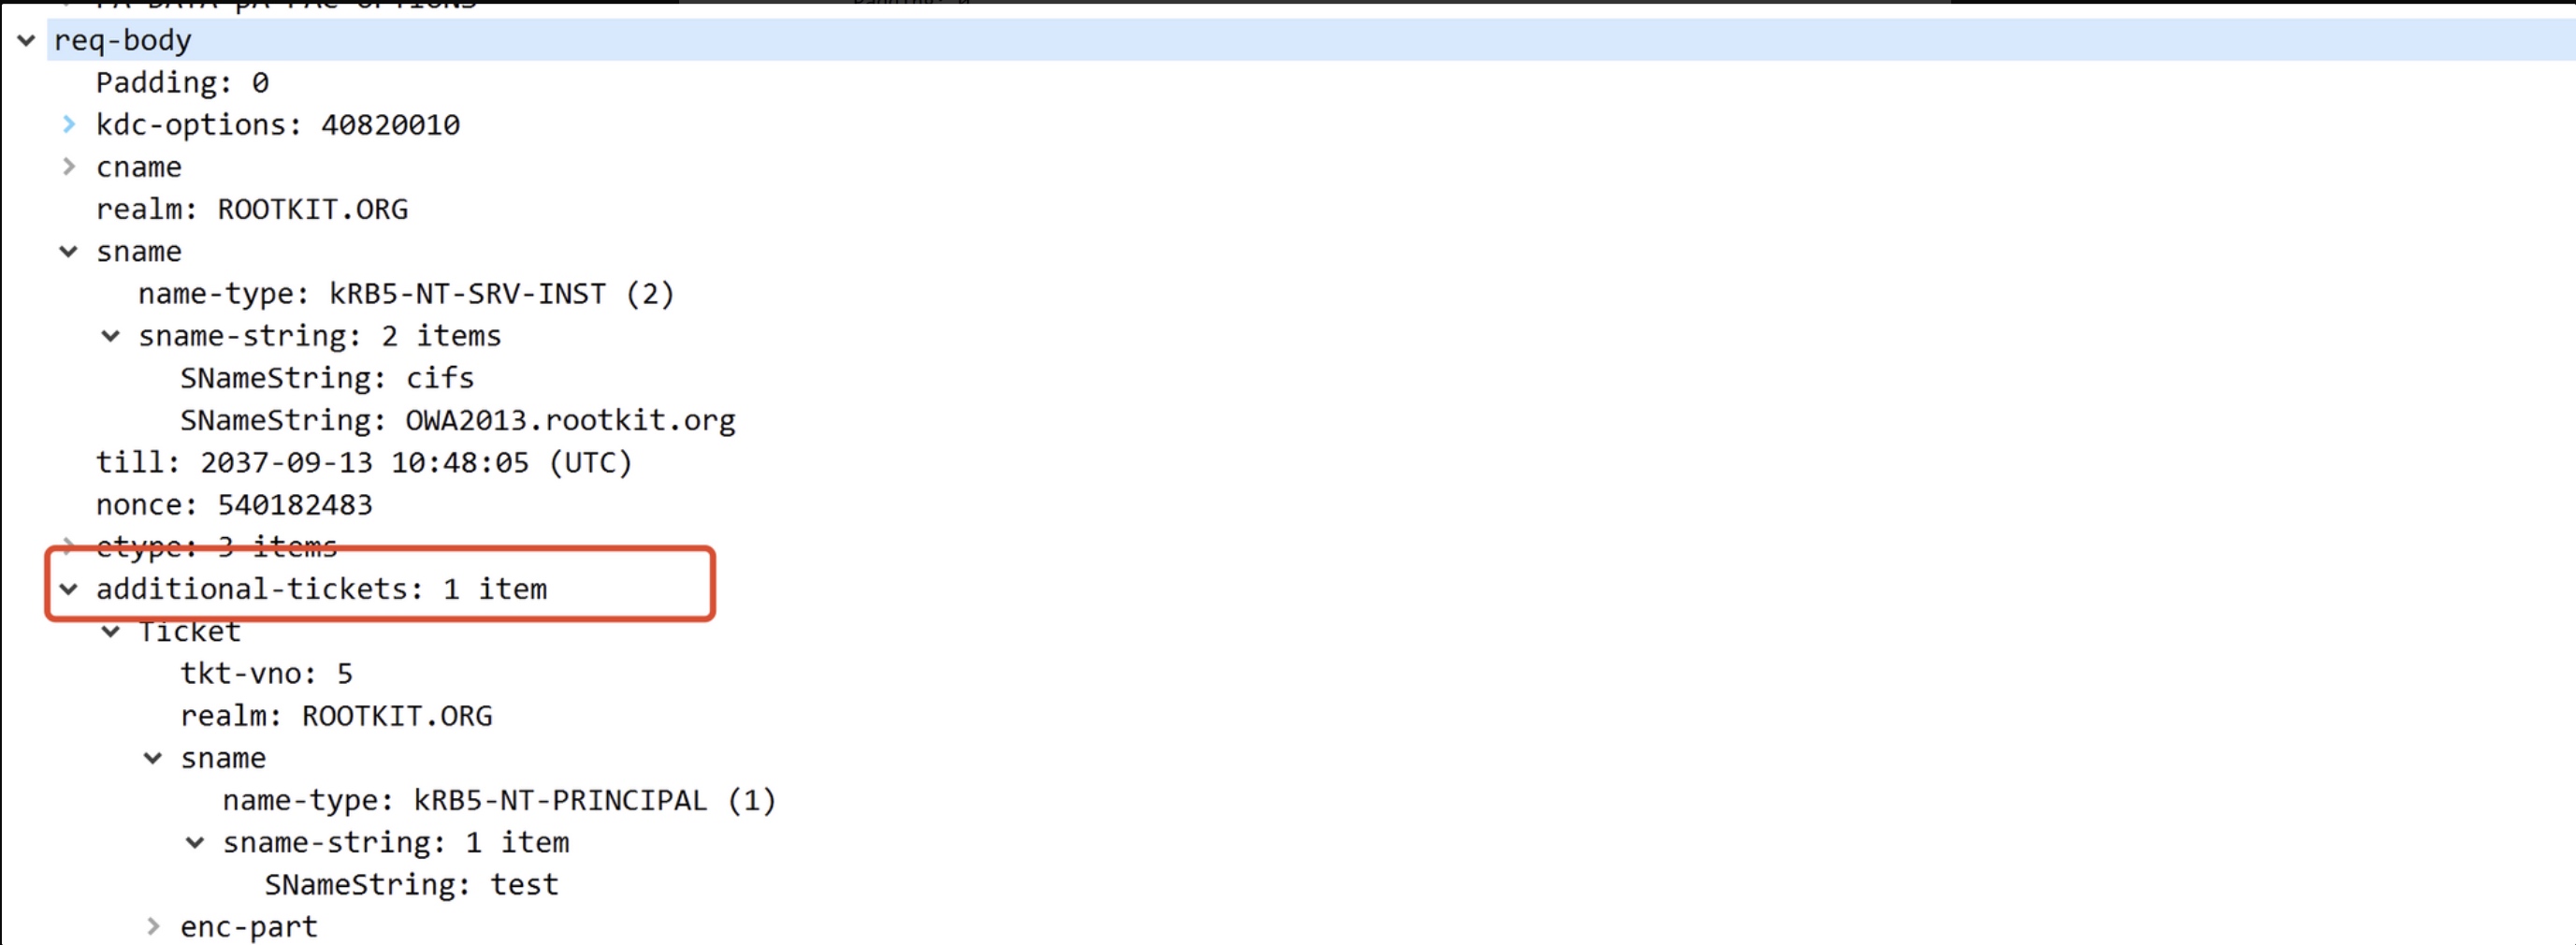 req-body
Padding: 0
kdc-options: 40820010
cname
realm: ROOTKIT.ORG
sname
name-type: kRB5-NT-SRV-INST (2)
sname-string: 2 items
SNameString: cifs
SNameString: OWA2013.rootkit.org
till: 2037-09-13 10:48:05 (UTC)
nonce: 540182483
etype: 3 items
additional-tickets: 1 item
Ticket
tkt-vno: 5
realm: ROOTKIT.ORG
sname
name-type: kRB5-NT-PRINCIPAL (1)
sname-string: 1 item
SNameString: test
enc-part